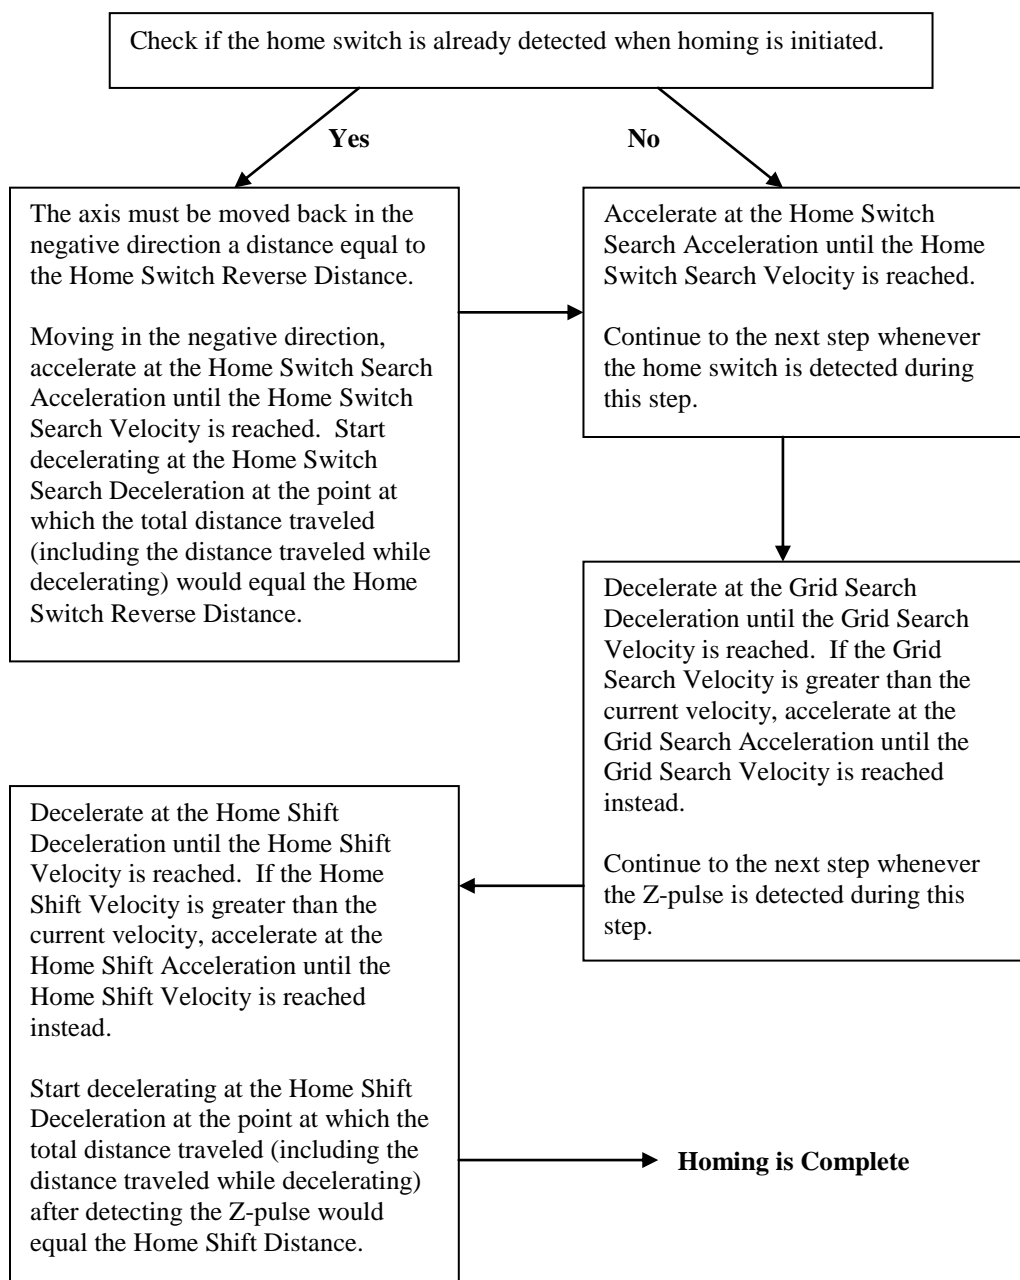 Check if the home switch is already detected when homing is initiated.
Yes
No
The axis must be moved back in the
negative direction a distance equal to
the Home Switch Reverse Distance.
Moving in the negative direction,
accelerate at the Home Switch Search
Acceleration until the Home Switch
Search Velocity is reached.  Start
decelerating at the Home Switch
Search Deceleration at the point at
which the total distance traveled
(including the distance traveled while
decelerating) would equal the Home
Switch Reverse Distance.
Accelerate at the Home Switch
Search Acceleration until the Home
Switch Search Velocity is reached.
Continue to the next step whenever
the home switch is detected during
this step.
Decelerate at the Grid Search
Deceleration until the Grid Search
Velocity is reached.  If the Grid
Search Velocity is greater than the
current velocity, accelerate at the
Grid Search Acceleration until the
Grid Search Velocity is reached
instead.
Continue to the next step whenever
the Z-pulse is detected during this
step.
Decelerate at the Home Shift
Deceleration until the Home Shift
Velocity is reached.  If the Home
Shift Velocity is greater than the
current velocity, accelerate at the
Home Shift Acceleration until the
Home Shift Velocity is reached
instead.
Start decelerating at the Home Shift
Deceleration at the point at which the
total distance traveled (including the
distance traveled while decelerating)
after detecting the Z-pulse would
equal the Home Shift Distance.
Homing is Complete